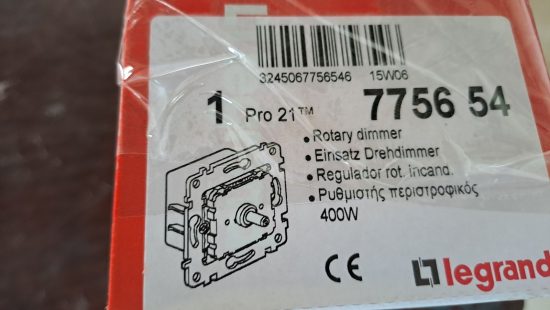 3245067756546 15W06
1 Pro 21™ 7756 54
• Rotary dimmer
• Einsatz Drehdimmer
• Regulador rot. incand.
• Ρυθμιστής περιστροφικός
400W
CE legrand